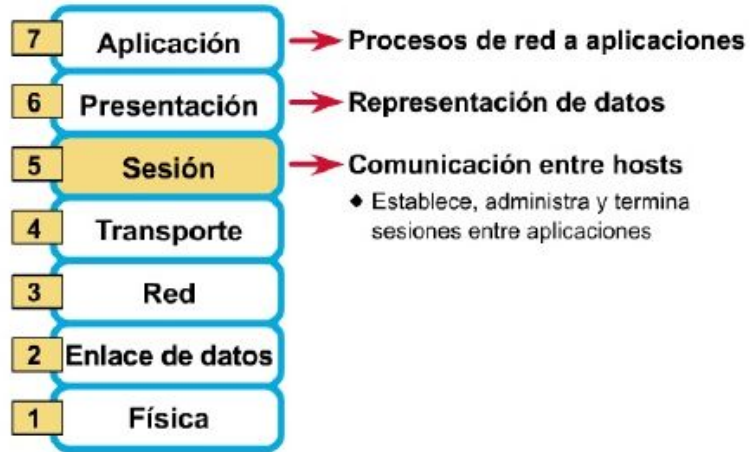 7 Aplicación → Procesos de red a aplicaciones
6 Presentación → Representación de datos
5 Sesión → Comunicación entre hosts
◆ Establece, administra y termina
sesiones entre aplicaciones
4 Transporte
3 Red
2 Enlace de datos
1 Física